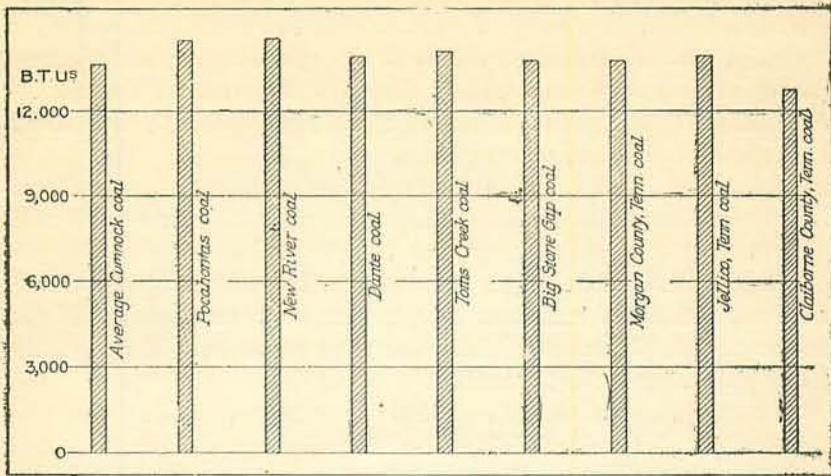 B.T.Us
12,000
9,000
6,000
3,000
0
Average Cumnock coal
Pocahontas coal
New River coal
Dante coal
Toms Creek coal
Big Stone Gap coal
Morgan County, Tenn coal
Jellico, Tenn coal
Claiborne County, Tenn coal